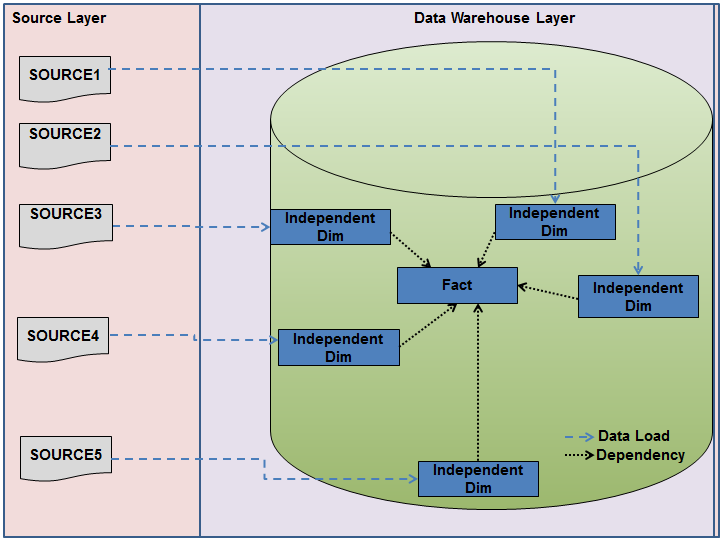 Source Layer
Data Warehouse Layer
SOURCE1
SOURCE2
SOURCE3
SOURCE4
SOURCE5
Independent
Dim
Independent
Dim
Fact
Independent
Dim
Independent
Dim
Independent
Dim
Data Load
Dependency